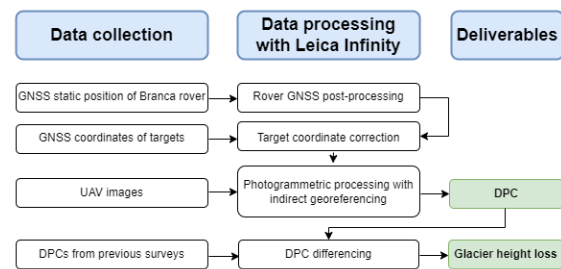 Data collection
Data processing
with Leica Infinity
Deliverables
GNSS static position of Branca rover
Rover GNSS post-processing
GNSS coordinates of targets
Target coordinate correction
UAV images
Photogrammetric processing with
indirect georeferencing
DPC
DPCs from previous surveys
DPC differencing
Glacier height loss